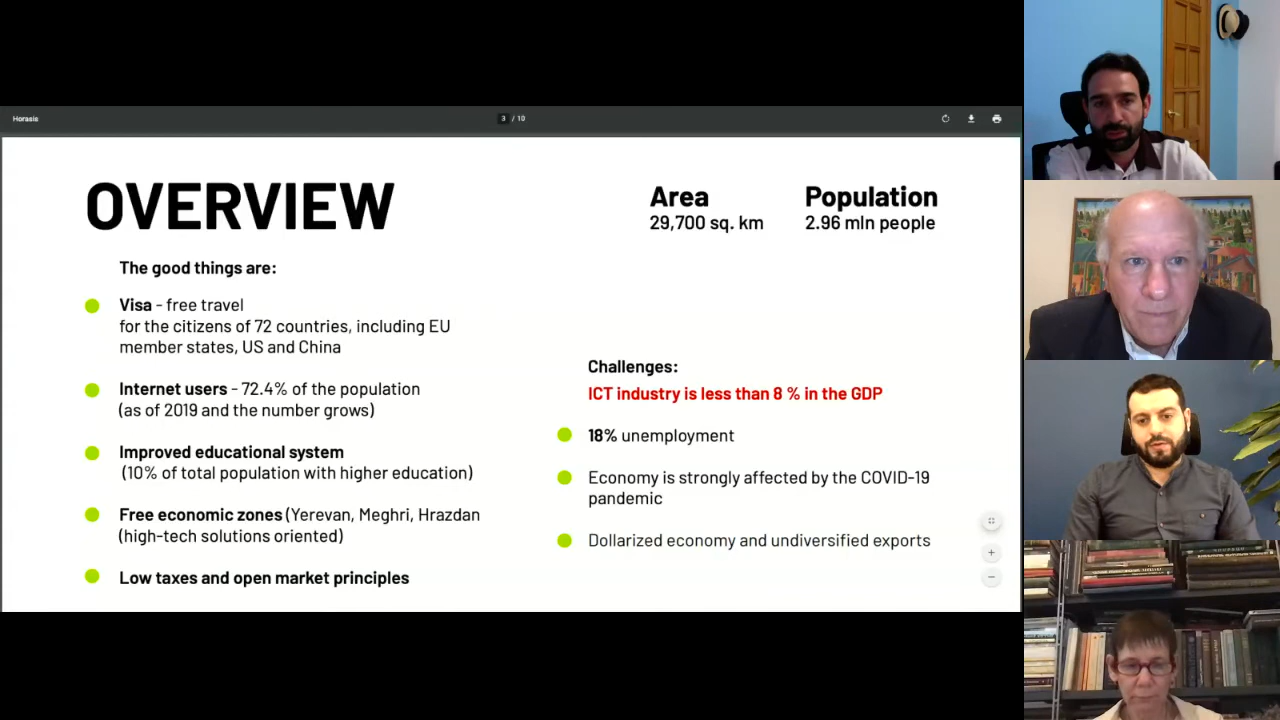 Horasis
3 / 10
OVERVIEW
Area
29,700 sq. km
Population
2.96 mln people
The good things are:
Visa - free travel
for the citizens of 72 countries, including EU
member states, US and China
Internet users - 72.4% of the population
(as of 2019 and the number grows)
Improved educational system
(10% of total population with higher education)
Free economic zones (Yerevan, Meghri, Hrazdan
(high-tech solutions oriented)
Low taxes and open market principles
Challenges:
ICT industry is less than 8 % in the GDP
18% unemployment
Economy is strongly affected by the COVID-19
pandemic
Dollarized economy and undiversified exports